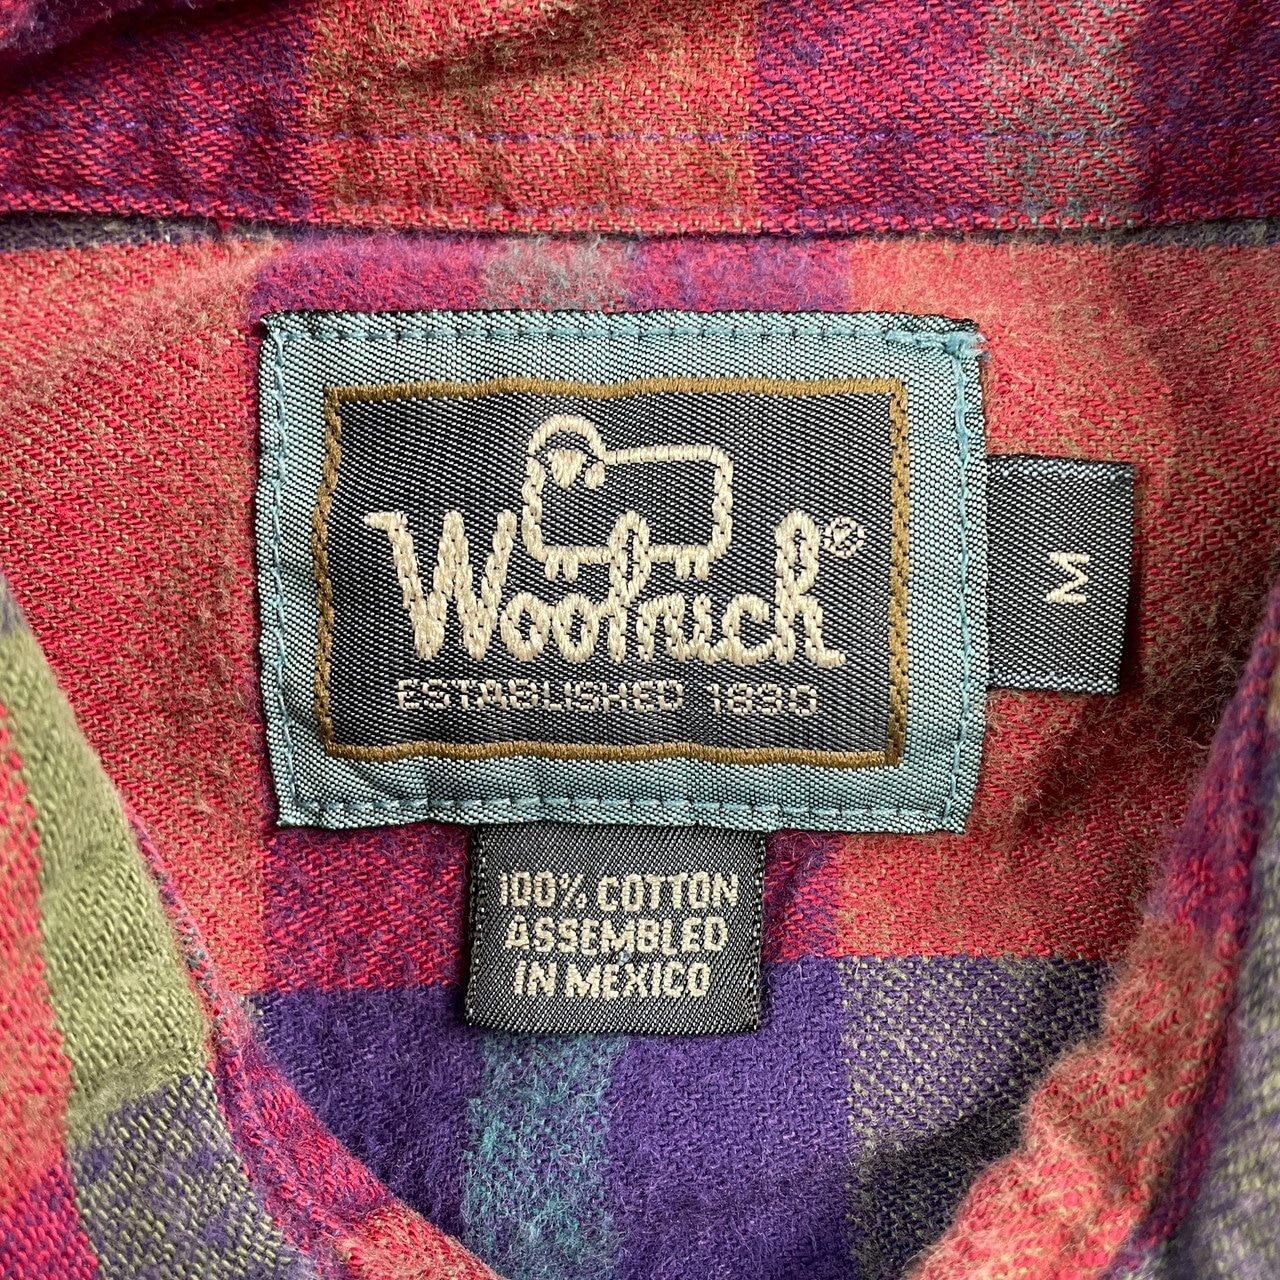 Woolrich®
ESTABLISHED 1830
M
100% COTTON
ASSEMBLED
IN MEXICO